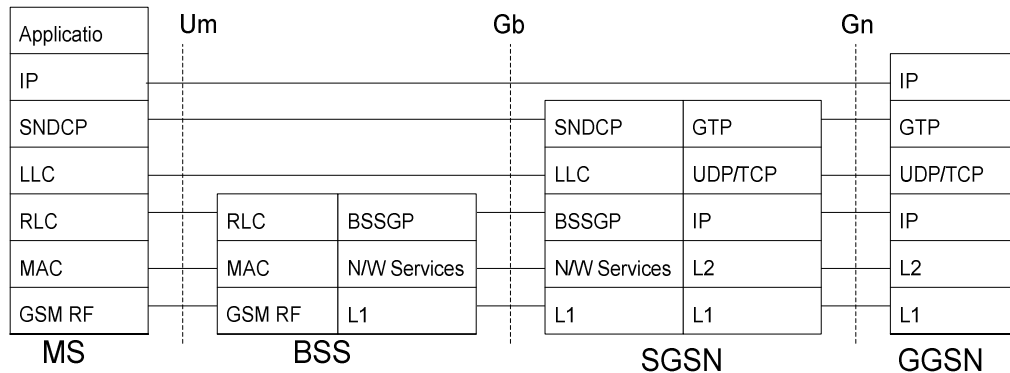 Applicatio
Um
Gb
Gn
IP
IP
SNDCP
SNDCP
GTP
GTP
LLC
LLC
UDP/TCP
UDP/TCP
RLC
RLC
BSSGP
BSSGP
IP
IP
MAC
MAC
N/W Services
N/W Services
L2
L2
GSM RF
GSM RF
L1
L1
L1
L1
MS
BSS
SGSN
GGSN